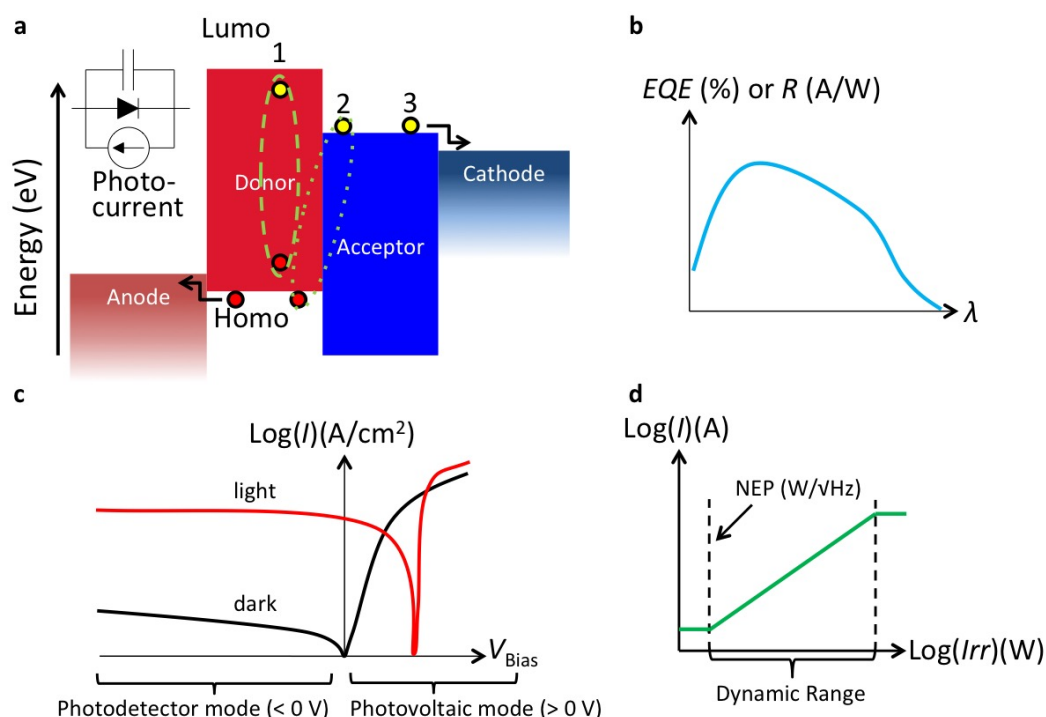 a
Lumo
1
2
3
Energy (eV)
Photo-
current
Donor
Acceptor
Cathode
Anode
Homo
b
EQE (%) or R (A/W)
λ
c
Log(I)(A/cm²)
light
dark
V_Bias
Photodetector mode (< 0 V)
Photovoltaic mode (> 0 V)
d
Log(I)(A)
NEP (W/√Hz)
Log(Irr)(W)
Dynamic Range